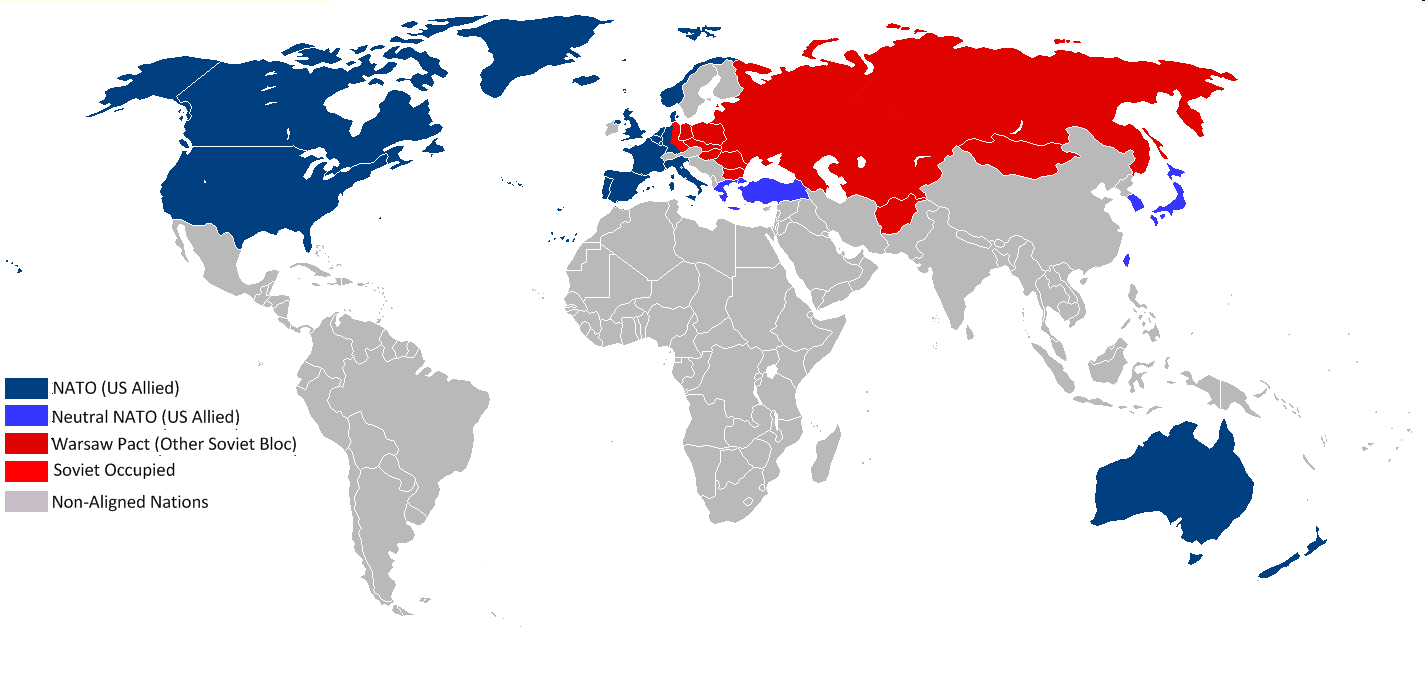 NATO (US Allied)
Neutral NATO (US Allied)
Warsaw Pact (Other Soviet Bloc)
Soviet Occupied
Non-Aligned Nations